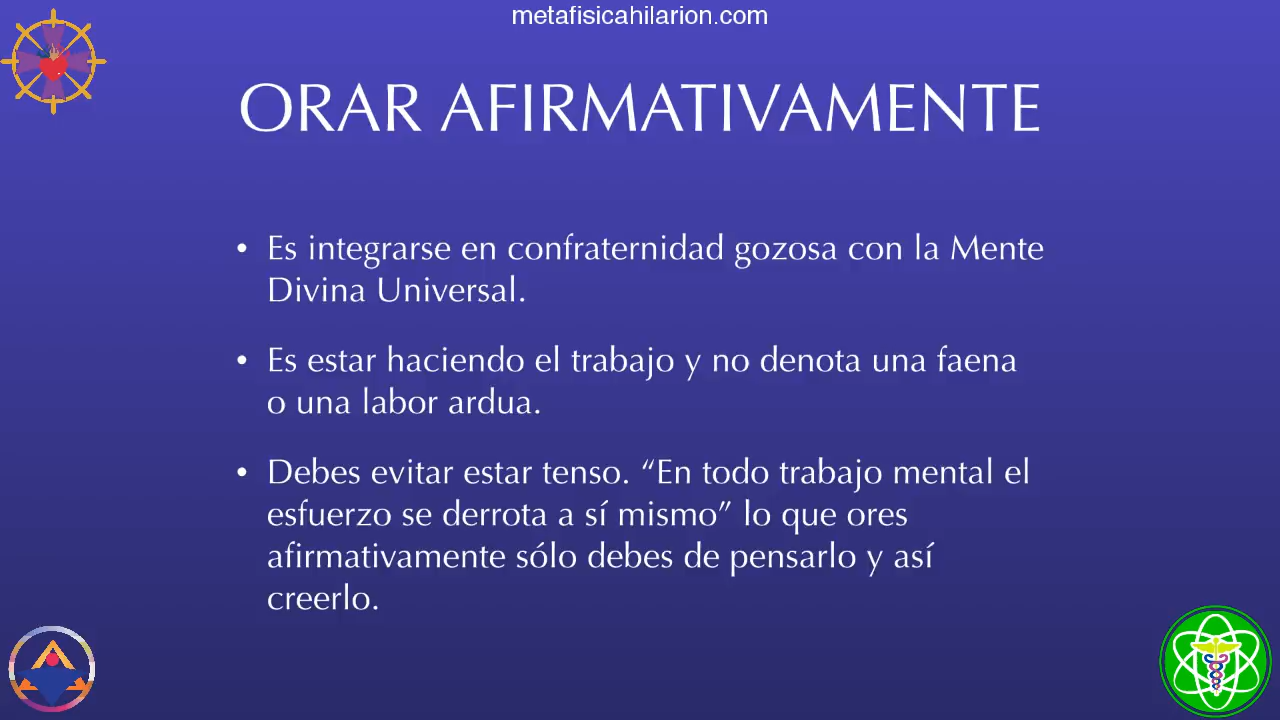 metafisicahilarion.com
ORAR AFIRMATIVAMENTE
• Es integrarse en confraternidad gozosa con la Mente
Divina Universal.
• Es estar haciendo el trabajo y no denota una faena
o una labor ardua.
• Debes evitar estar tenso. “En todo trabajo mental el
esfuerzo se derrota a sí mismo” lo que ores
afirmativamente sólo debes de pensarlo y así
creerlo.